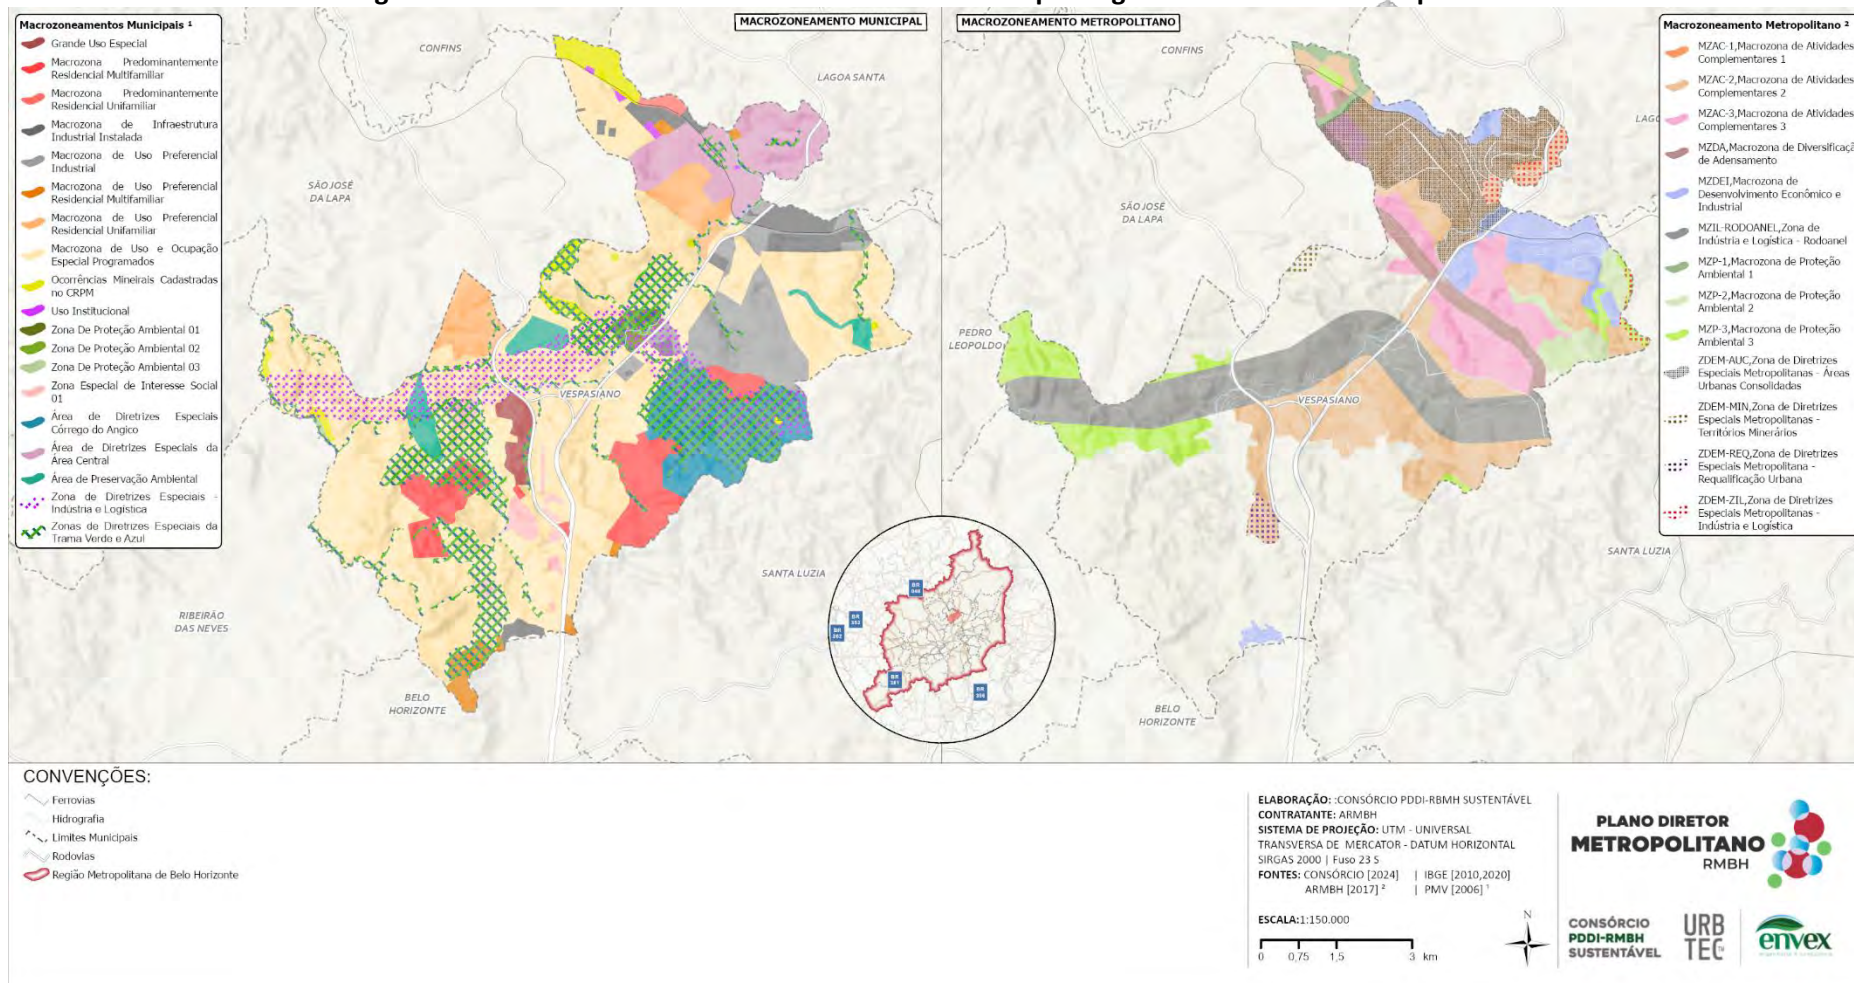 MACROZONEAMENTO MUNICIPAL
MACROZONEAMENTO METROPOLITANO
Macrozoneamentos Municipais ¹
Grande Uso Especial
Macrozona Predominantemente
Residencial Multifamiliar
Macrozona Predominantemente
Residencial Unifamiliar
Macrozona de Infraestrutura
Industrial Instalada
Macrozona de Uso Preferencial
Industrial
Macrozona de Uso Preferencial
Residencial Multifamiliar
Macrozona de Uso Preferencial
Residencial Unifamiliar
Macrozona de Uso e Ocupação
Especial Programados
Ocorrências Minerais Cadastradas
no CRPM
Uso Institucional
Zona De Proteção Ambiental 01
Zona De Proteção Ambiental 02
Zona De Proteção Ambiental 03
Zona Especial de Interesse Social
01
Área de Diretrizes Especiais
Córrego do Angico
Área de Diretrizes Especiais da
Área Central
Área de Preservação Ambiental
Zona de Diretrizes Especiais -
Indústria e Logística
Zonas de Diretrizes Especiais da
Trama Verde e Azul
CONFINS
LAGOA SANTA
SÃO JOSÉ
DA LAPA
VESPASIANO
SANTA LUZIA
RIBEIRÃO
DAS NEVES
BELO
HORIZONTE
CONFINS
LAGO
SÃO JOSÉ
DA LAPA
PEDRO
LEOPOLDO
VESPASIANO
SANTA LUZIA
BELO
HORIZONTE
BR
040
BR
262
BR
381
Macrozoneamento Metropolitano ²
MZAC-1,Macrozona de Atividades
Complementares 1
MZAC-2,Macrozona de Atividades
Complementares 2
MZAC-3,Macrozona de Atividades
Complementares 3
MZDA,Macrozona de Diversificaçã
de Adensamento
MZDEI,Macrozona de
Desenvolvimento Econômico e
Industrial
MZIL-RODOANEL,Zona de
Indústria e Logística - Rodoanel
MZP-1,Macrozona de Proteção
Ambiental 1
MZP-2,Macrozona de Proteção
Ambiental 2
MZP-3,Macrozona de Proteção
Ambiental 3
ZDEM-AUC,Zona de Diretrizes
Especiais Metropolitanas - Áreas
Urbanas Consolidadas
ZDEM-MIN,Zona de Diretrizes
Especiais Metropolitanas -
Territórios Minerários
ZDEM-REQ,Zona de Diretrizes
Especiais Metropolitana -
Requalificação Urbana
ZDEM-ZIL,Zona de Diretrizes
Especiais Metropolitanas -
Indústria e Logística
CONVENÇÕES:
Ferrovias
Hidrografia
Limites Municipais
Rodovias
Região Metropolitana de Belo Horizonte
ELABORAÇÃO: :CONSÓRCIO PDDI-RBMH SUSTENTÁVEL
CONTRATANTE: ARMBH
SISTEMA DE PROJEÇÃO: UTM - UNIVERSAL
TRANSVERSA DE MERCATOR - DATUM HORIZONTAL
SIRGAS 2000 | Fuso 23 S
FONTES: CONSÓRCIO [2024] | IBGE [2010,2020]
ARMBH [2017] ² | PMV [2006] ¹
ESCALA:1:150.000
0 0,75 1,5 3 km
N
PLANO DIRETOR
METROPOLITANO
RMBH
CONSÓRCIO
PDDI-RMBH
SUSTENTÁVEL
URB
TEC
envex